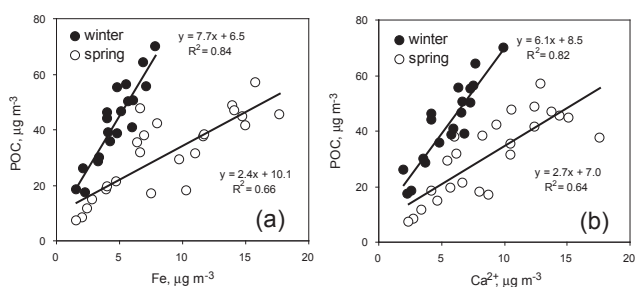 winter
spring
y = 7.7x + 6.5
R² = 0.84
y = 2.4x + 10.1
R² = 0.66
(a)
POC, µg m⁻³
80
60
40
20
0
0 5 10 15 20
Fe, µg m⁻³
winter
spring
y = 6.1x + 8.5
R² = 0.82
y = 2.7x + 7.0
R² = 0.64
(b)
POC, µg m⁻³
80
60
40
20
0
0 5 10 15 20
Ca²⁺, µg m⁻³